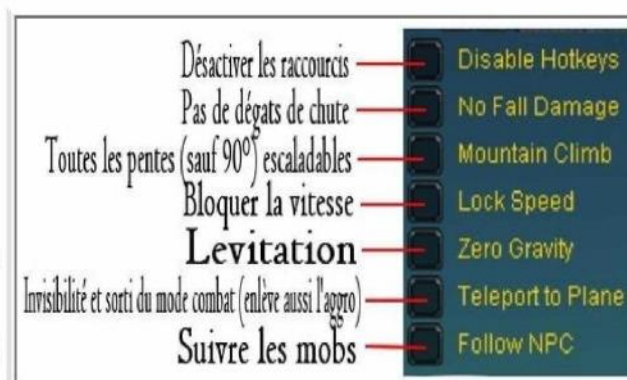 Désactiver les raccourcis Disable Hotkeys
Pas de dégats de chute No Fall Damage
Toutes les pentes (sauf 90°) escaladables Mountain Climb
Bloquer la vitesse Lock Speed
Levitation Zero Gravity
Invisibilité et sorti du mode combat (enlève aussi l'aggro) Teleport to Plane
Suivre les mobs Follow NPC